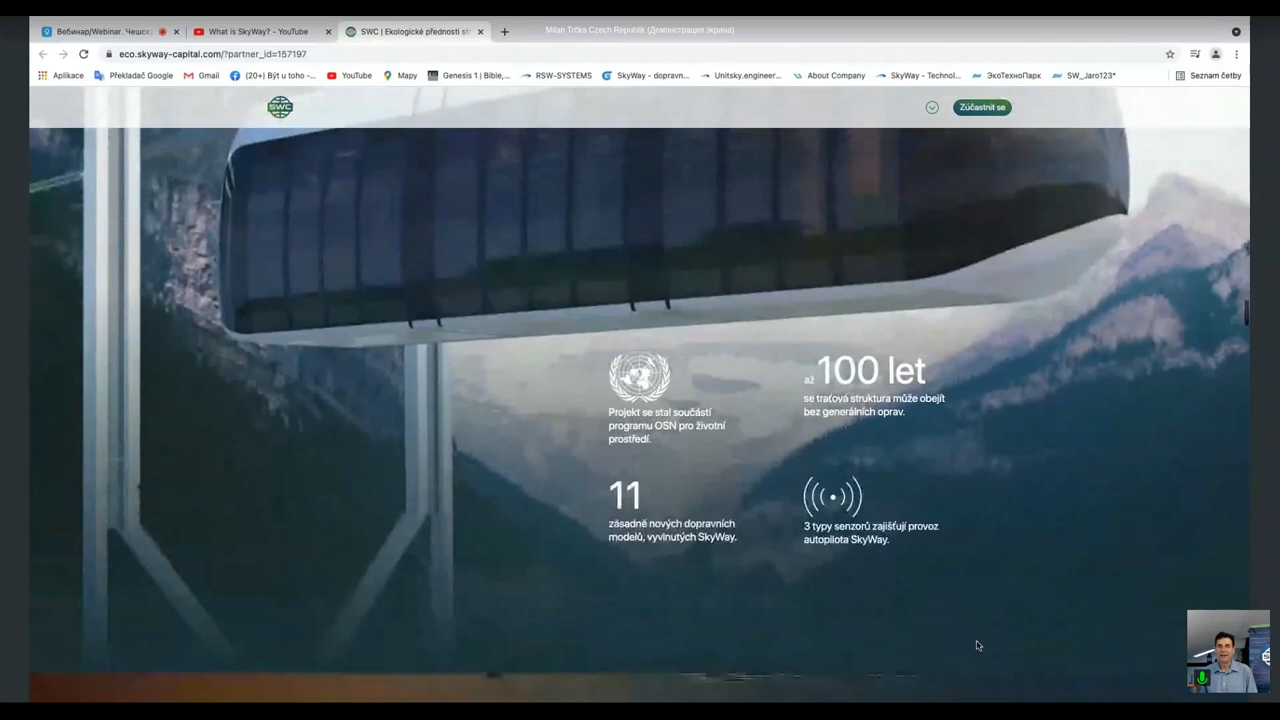 Вебинар/Webinar. Чешск
What is SkyWay? - YouTube
SWC | Ekologické přednosti str
Milan Trčka Czech Republik (Демонстрация экрана)
eco.skyway-capital.com/?partner_id=157197
Aplikace
Překladač Google
Gmail
(20+) Být u toho -...
YouTube
Mapy
Genesis 1 | Bible,...
RSW-SYSTEMS
SkyWay - dopravn...
Unitsky.engineer...
About Company
SkyWay - Technol...
ЭкоТехноПарк
SW_Jaro123*
Seznam četby
SWC
Zúčastnit se
Projekt se stal součástí
programu OSN pro životní
prostředí.
až 100 let
se traťová struktura může obejít
bez generálních oprav.
11
zásadně nových dopravních
modelů, vyvinutých SkyWay.
3 typy senzorů zajišťují provoz
autopilota SkyWay.